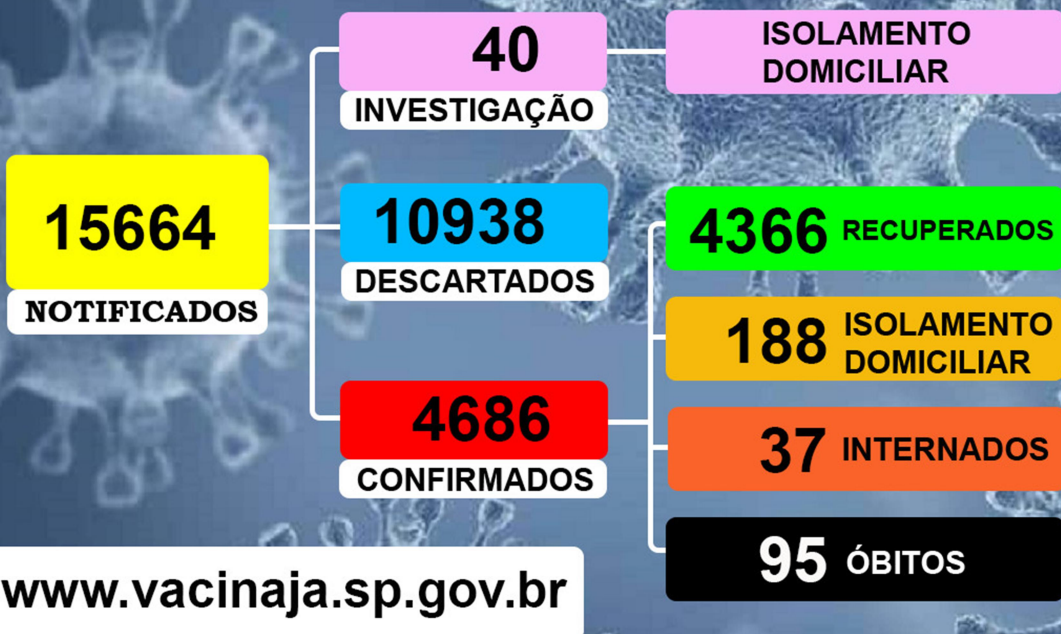 15664
NOTIFICADOS
40
INVESTIGAÇÃO
ISOLAMENTO
DOMICILIAR
10938
DESCARTADOS
4686
CONFIRMADOS
4366 RECUPERADOS
188 ISOLAMENTO
DOMICILIAR
37 INTERNADOS
95 ÓBITOS
www.vacinaja.sp.gov.br